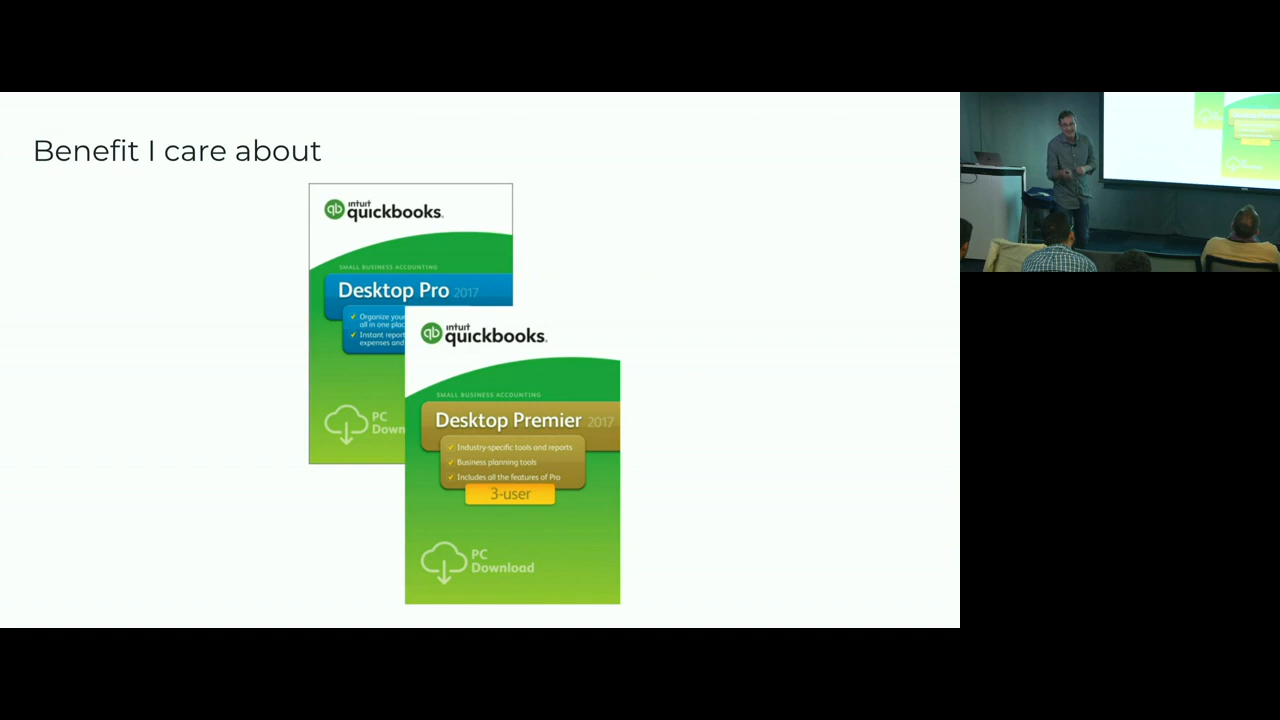 Benefit I care about
qb intuit quickbooks.
SMALL BUSINESS ACCOUNTING
Desktop Pro 2017
Organize your
all in one plac
Instant report
expenses and
PC
Down
qb intuit quickbooks.
SMALL BUSINESS ACCOUNTING
Desktop Premier 2017
Industry-specific tools and reports
Business planning tools
Includes all the features of Pro
3-user
PC
Download